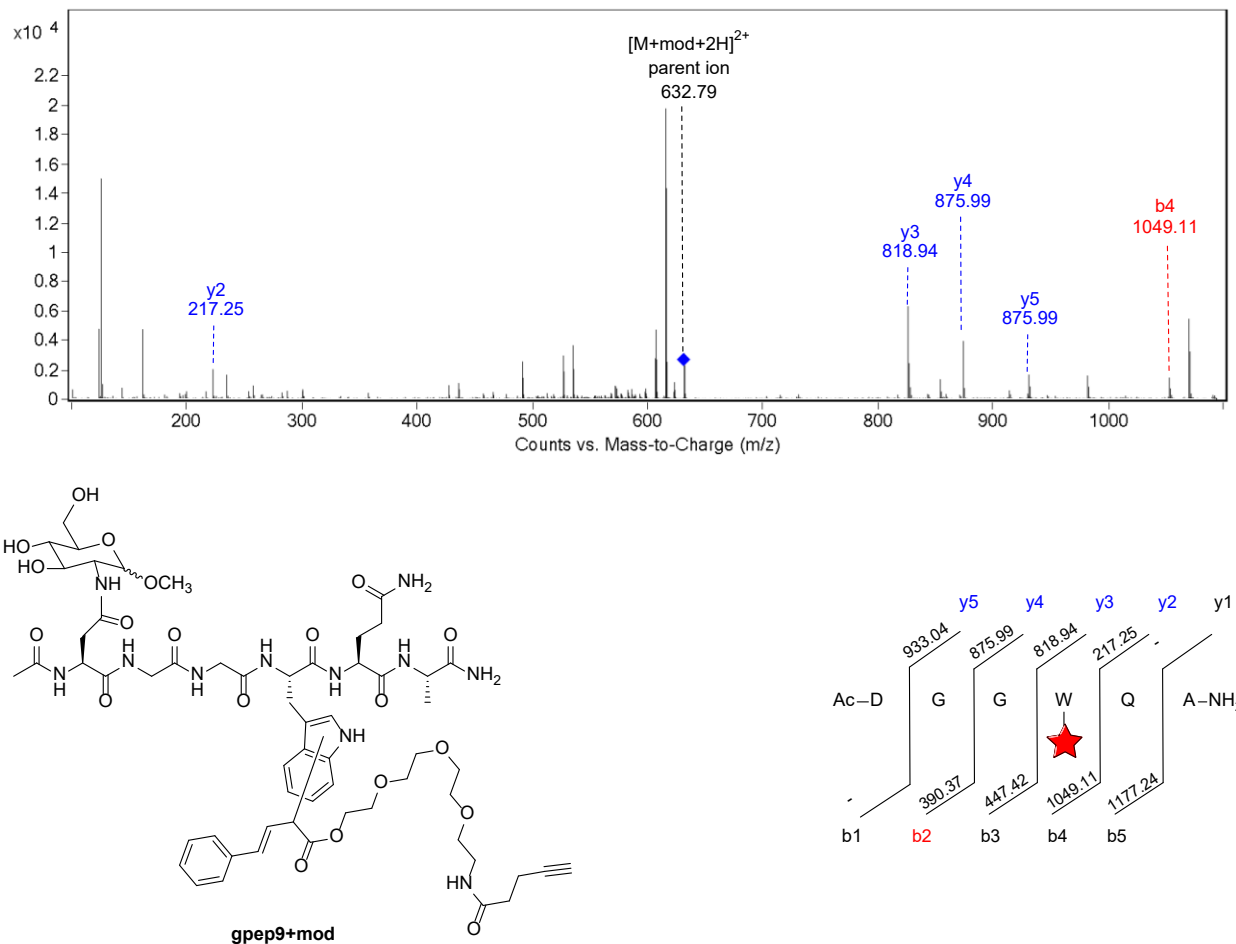 x10 4
[M+mod+2H]2+
parent ion
632.79
2.2
2
1.8
1.6
1.4
1.2
1
0.8
0.6
0.4
0.2
0
y2
217.25
y3
818.94
y4
875.99
y5
875.99
b4
1049.11
200 300 400 500 600 700 800 900 1000
Counts vs. Mass-to-Charge (m/z)
OH
HO
O
HO
NH
OCH3
O
O
NH2
O
N
H
O
H
N
O
N
H
O
H
N
O
N
H
O
H
N
O
NH2
NH
O
O
O
O
O
HN
O
gpep9+mod
y5 y4 y3 y2 y1
933.04 875.99 818.94 217.25 -
Ac–D G G W Q A–NH
- 390.37 447.42 1049.11 1177.24
b1 b2 b3 b4 b5